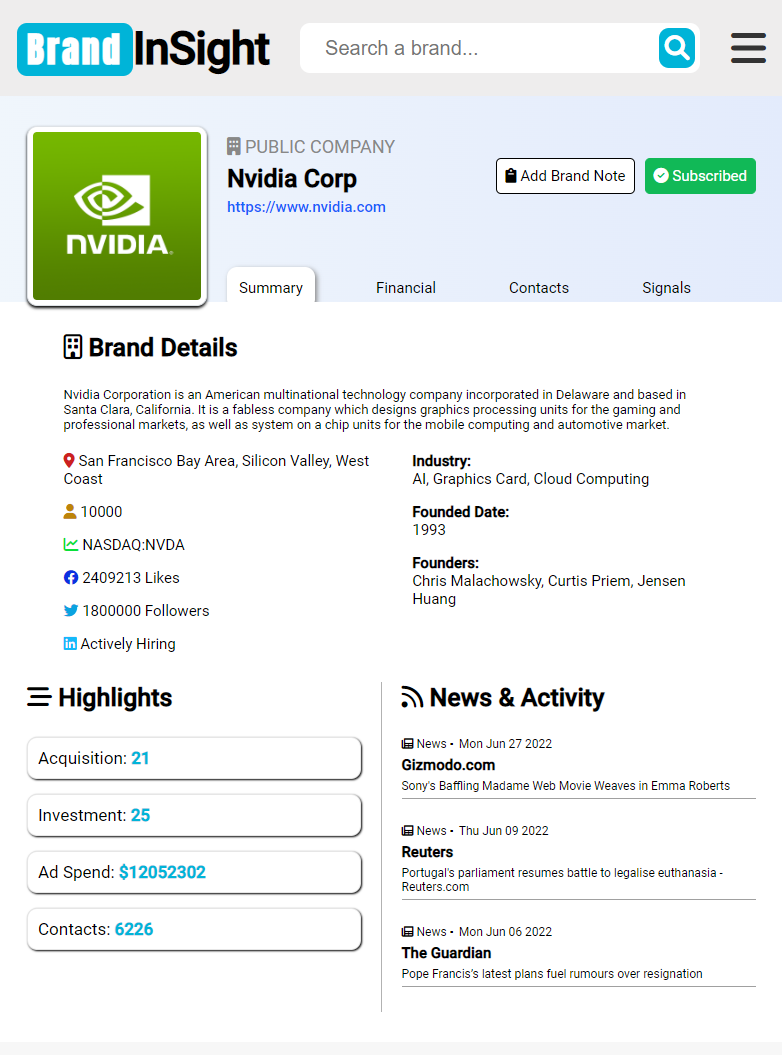 Brand InSight
Search a brand...
PUBLIC COMPANY
Nvidia Corp
https://www.nvidia.com
Add Brand Note
Subscribed
NVIDIA.
Summary
Financial
Contacts
Signals
Brand Details
Nvidia Corporation is an American multinational technology company incorporated in Delaware and based in
Santa Clara, California. It is a fabless company which designs graphics processing units for the gaming and
professional markets, as well as system on a chip units for the mobile computing and automotive market.
San Francisco Bay Area, Silicon Valley, West
Coast
10000
NASDAQ:NVDA
2409213 Likes
1800000 Followers
Actively Hiring
Industry:
AI, Graphics Card, Cloud Computing
Founded Date:
1993
Founders:
Chris Malachowsky, Curtis Priem, Jensen
Huang
Highlights
Acquisition: 21
Investment: 25
Ad Spend: $12052302
Contacts: 6226
News & Activity
News • Mon Jun 27 2022
Gizmodo.com
Sony's Baffling Madame Web Movie Weaves in Emma Roberts
News • Thu Jun 09 2022
Reuters
Portugal's parliament resumes battle to legalise euthanasia -
Reuters.com
News • Mon Jun 06 2022
The Guardian
Pope Francis’s latest plans fuel rumours over resignation